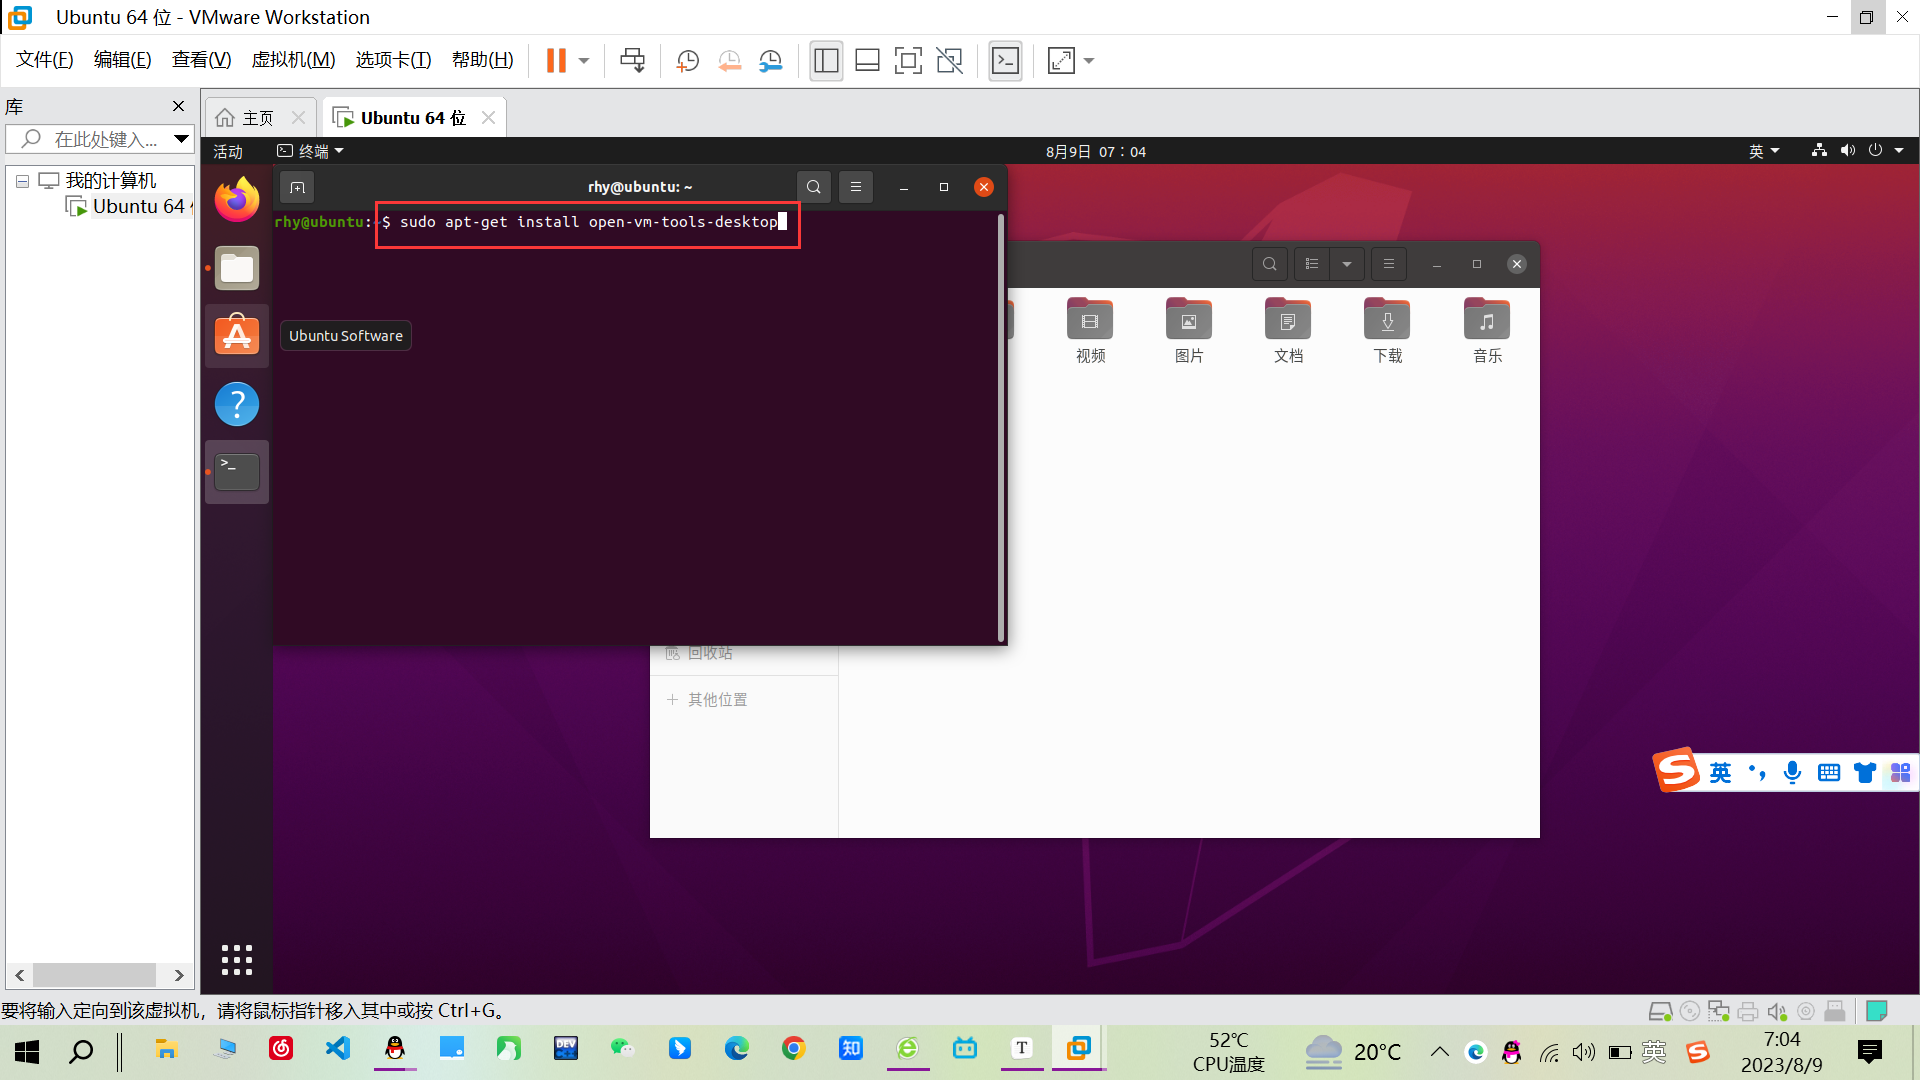 Ubuntu 64 位 - VMware Workstation
文件(F) 编辑(E) 查看(V) 虚拟机(M) 选项卡(T) 帮助(H)
库
主页
Ubuntu 64 位
在此处键入...
活动
终端
8月9日 07：04
英
我的计算机
Ubuntu 64
rhy@ubuntu: ~
rhy@ubuntu:~$ sudo apt-get install open-vm-tools-desktop
Ubuntu Software
视频
图片
文档
下载
音乐
回收站
其他位置
英
要将输入定向到该虚拟机，请将鼠标指针移入其中或按 Ctrl+G。
DEV
知
T
52℃
CPU温度
20°C
英
7:04
2023/8/9